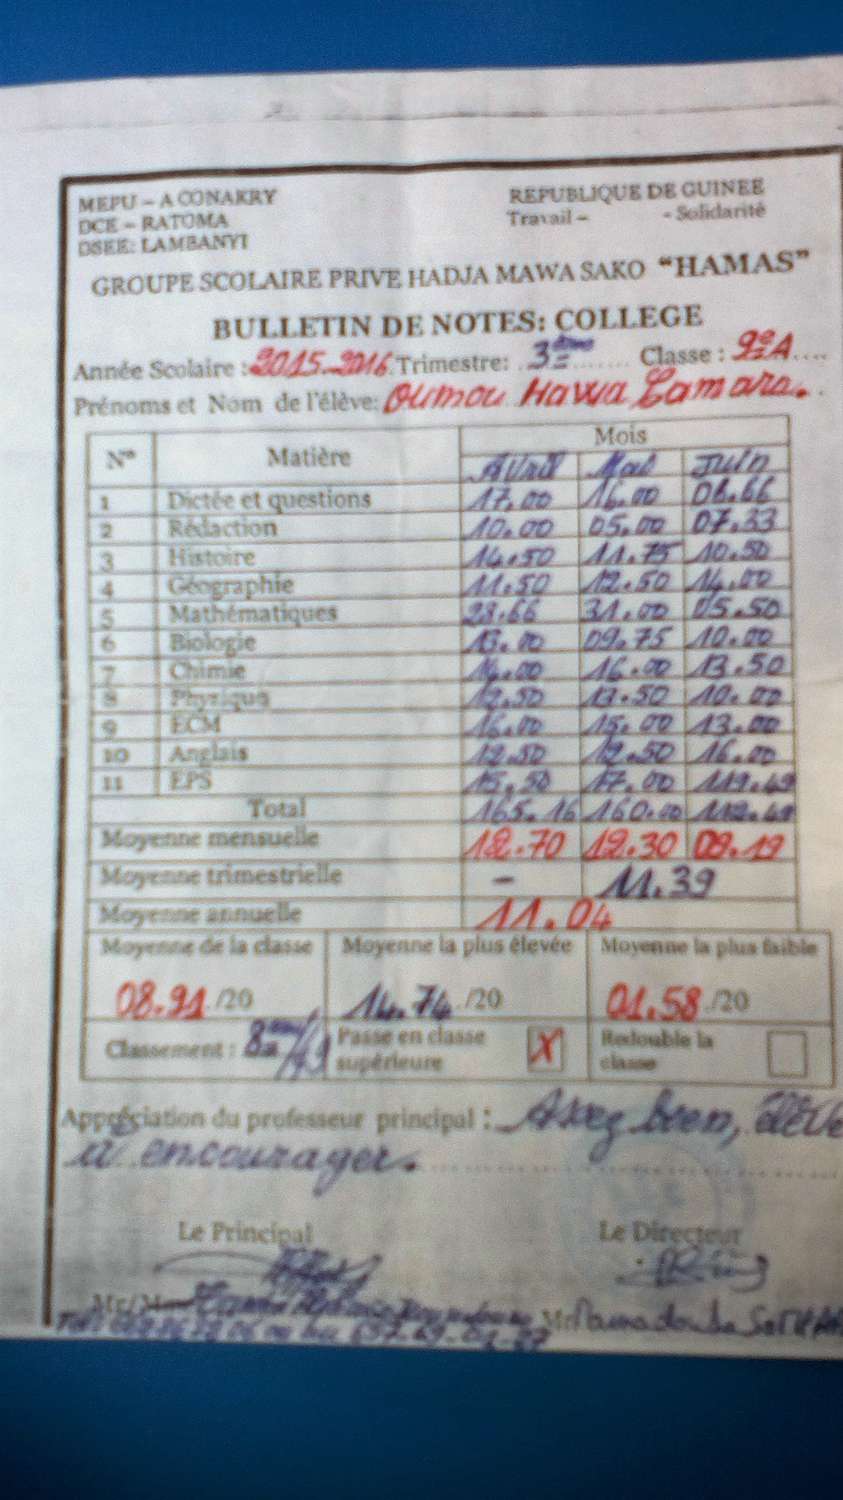 MEPU – A CONAKRY
DCE – RATOMA
DSEE: LAMBANYI
REPUBLIQUE DE GUINEE
Travail – - Solidarité
GROUPE SCOLAIRE PRIVE HADJA MAWA SAKO “HAMAS”
BULLETIN DE NOTES: COLLEGE
Année Scolaire : 2015-2016 Trimestre: 3ème Classe : 9e A
Prénoms et Nom de l'élève: Oumou Hawa Camara.
N° Matière Mois
Avril Mai Juin
1 Dictée et questions 17.00 16.00 08.66
2 Rédaction 10.00 05.00 07.33
3 Histoire 14.50 11.75 10.50
4 Géographie 11.50 12.50 14.00
5 Mathématiques 28.66 31.00 05.50
6 Biologie 13.00 09.75 10.00
7 Chimie 14.00 16.00 13.50
8 Physique 12.50 13.50 10.00
9 ECM 16.00 15.00 13.00
10 Anglais 12.50 12.50 16.00
11 EPS 15.50 17.00
Total 165.16 160.00
Moyenne mensuelle 12.70 12.30 09.19
Moyenne trimestrielle - 11.39
Moyenne annuelle 11.04
Moyenne de la classe Moyenne la plus élevée Moyenne la plus faible
08.91 /20 14.74 /20 01.58 /20
Classement : 8ème/ Passe en classe supérieure X Redouble la classe
Appréciation du professeur principal : Assez bien, élève
à encourager.
Le Principal Le Directeur